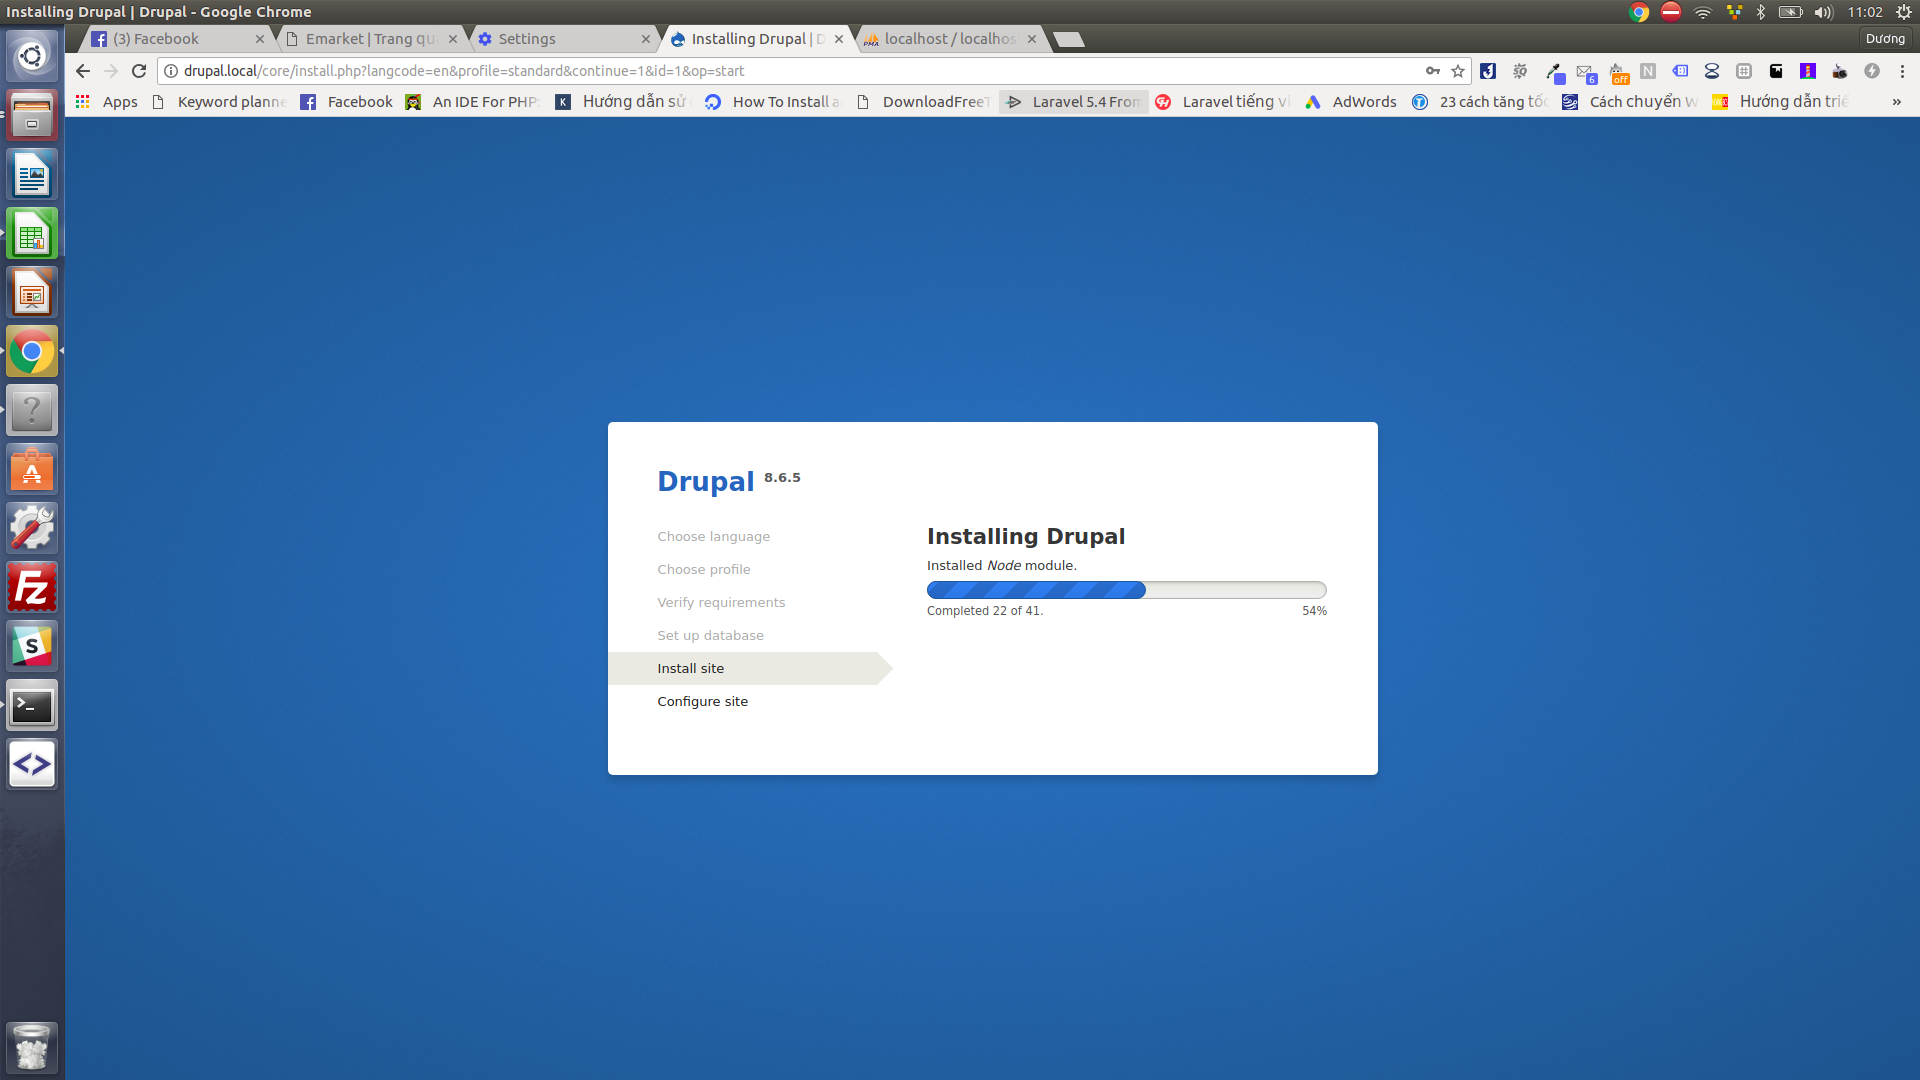 Installing Drupal | Drupal - Google Chrome
11:02
(3) Facebook
Emarket | Trang qu
Settings
Installing Drupal | D
localhost / localhos
Dương
drupal.local/core/install.php?langcode=en&profile=standard&continue=1&id=1&op=start
6
off
Apps
Keyword planne
Facebook
An IDE For PHP:
Hướng dẫn sử
How To Install a
DownloadFreeT
Laravel 5.4 From
Laravel tiếng vi
AdWords
23 cách tăng tốc
Cách chuyển W
Hướng dẫn triể
»
Drupal 8.6.5
Choose language
Choose profile
Verify requirements
Set up database
Install site
Configure site
Installing Drupal
Installed Node module.
Completed 22 of 41.
54%